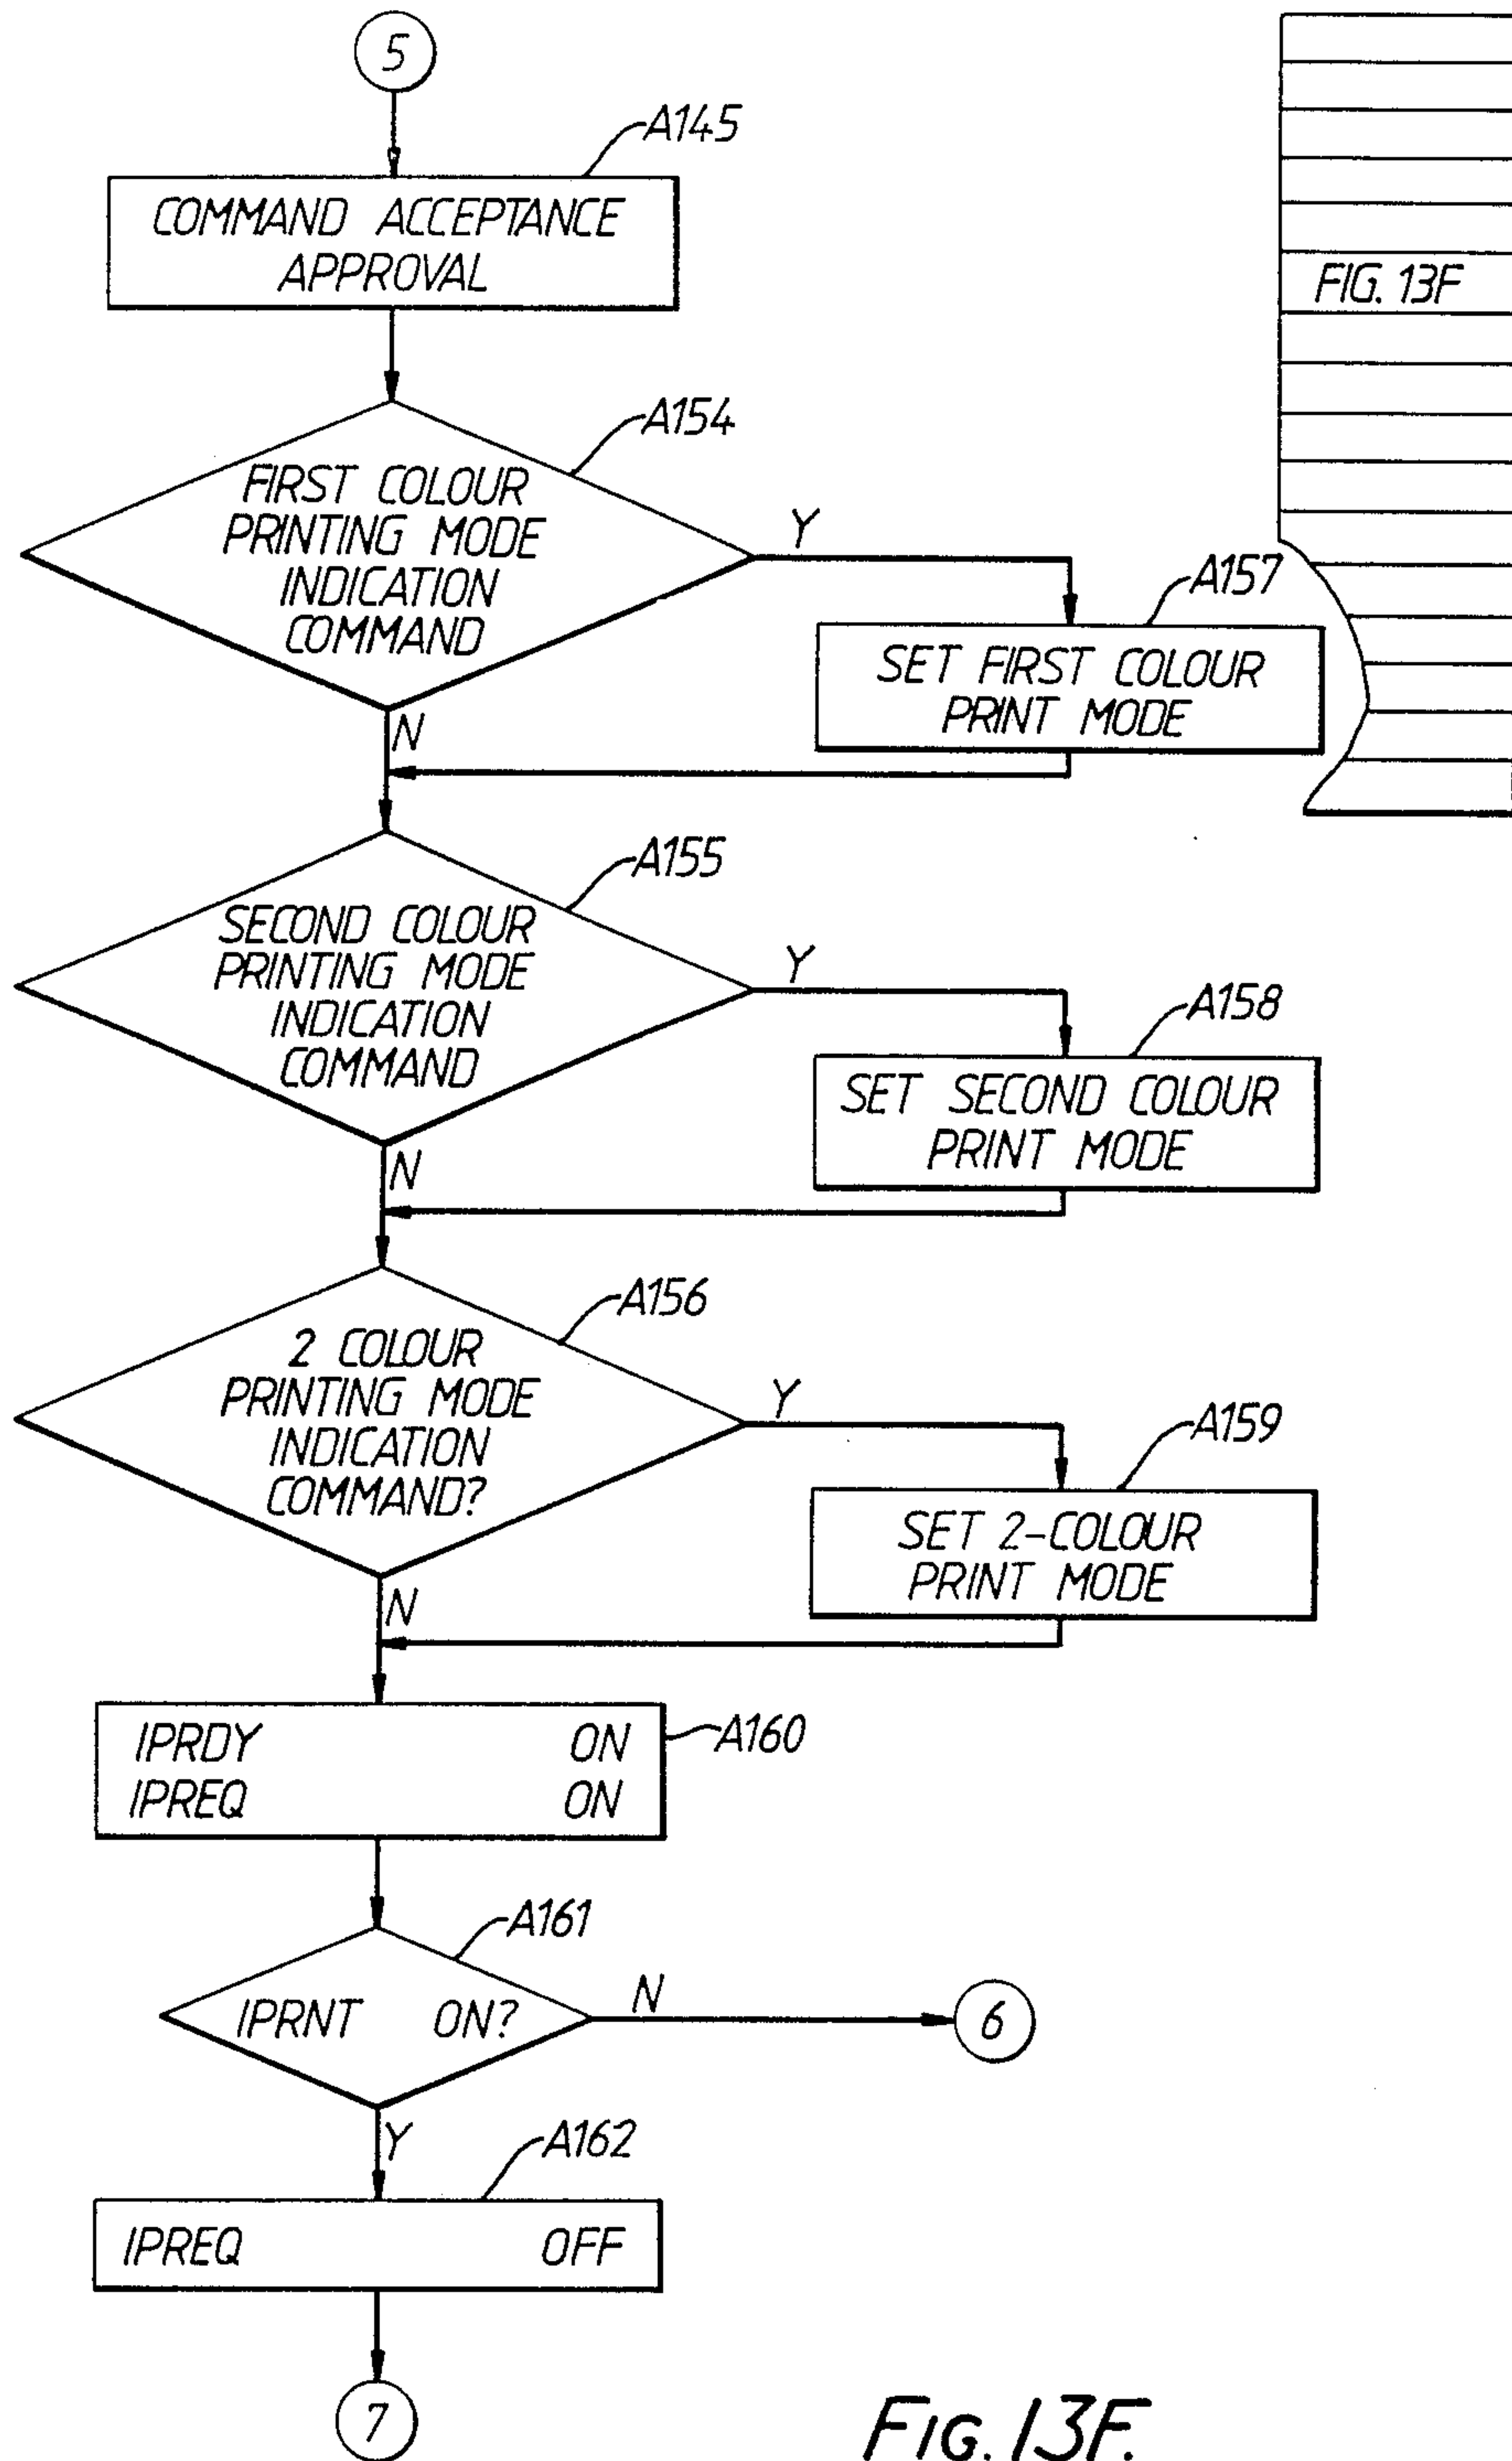 5
A145
COMMAND ACCEPTANCE
APPROVAL
FIG. 13F
A154
FIRST COLOUR
PRINTING MODE
INDICATION
COMMAND
Y
A157
SET FIRST COLOUR
PRINT MODE
N
A155
SECOND COLOUR
PRINTING MODE
INDICATION
COMMAND
Y
A158
SET SECOND COLOUR
PRINT MODE
N
A156
2 COLOUR
PRINTING MODE
INDICATION
COMMAND?
Y
A159
SET 2-COLOUR
PRINT MODE
N
A160
IPRDY ON
IPREQ ON
A161
IPRNT ON?
N
6
Y
A162
IPREQ OFF
7
FIG. 13F.